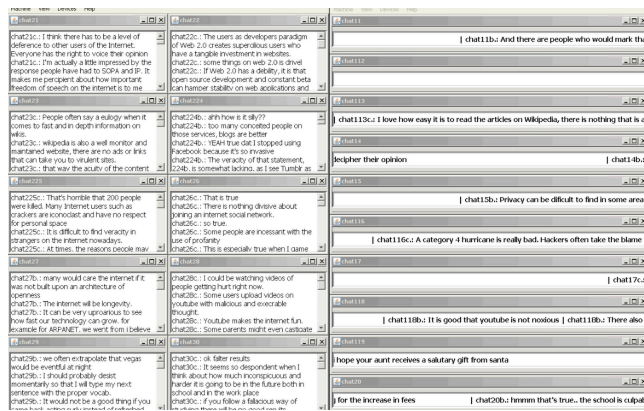 Machine View Devices Help
chat21
chat21c.: I think there has to be a level of
deference to other users of the Internet.
Everyone has the right to voice their opinion
chat21c.: I'm actually a little impressed by the
response people have had to SOPA and IP. It
makes me percipient about how important
freedom of speech on the internet is to me
chat22
chat22c.: The users as developers paradigm
of Web 2.0 creates superdious users who
have a tangible investment in websites.
chat22c.: some things on web 2.0 is drivel
chat22c.: If Web 2.0 has a debility, it is that
open source development and constant beta
can hamper stability on web applications and
chat23
chat23c.: People often say a eulogy when it
comes to fast and in depth information on
wikis.
chat23c.: wikipedia is also a well monitor and
maintained website, there are no ads or links
that can take you to virulent sites.
chat23c.: that way the acuity of the content
chat224
chat224b.: ahh how is it silly??
chat224b.: too many conceited people on
those services, blogs are better
chat224b.: YEAH true dat I stopped using
Facebook because it's so invasive
chat224b.: The veracity of that statement,
224b. is somewhat lacking. as I see Tumblr as
chat225
chat225c.: That's horrible that 200 people
were killed. Many Internet users such as
crackers are iconoclast and have no respect
for personal space
chat225c.: It is difficult to find veracity in
strangers on the internet nowadays.
chat225c.: At times, the reasons people may
chat26
chat26c.: That is true
chat26c.: There is nothing divisive about
joining an internet social network.
chat26c.: so true.
chat26c.: Some people are incessant with the
use of profanity
chat26c.: This is especially true when I dame
chat27
chat27b.: many would care the internet if it
was not built upon an architecture of
openness
chat27b.: The internet will be longevity.
chat27b.: It can be very uproarious to see
how fast our technology can grow. for
example for ARPANET. we went from i believe
chat28
chat28c.: I could be watching videos of
people getting hurt right now.
chat28c.: Some users upload videos on
youtube with malicious and execrable
thought.
chat28c.: Youtube makes the internet fun.
chat28c.: Some parents might even castigate
chat29
chat29b.: we often extrapolate that vegas
would be eventful at night
chat29b.: I should probably desist
momentarily so that I will type my next
sentence with the proper vocab.
chat29b.: It would not be a good thing if you
chat30
chat30c.: ok falter results
chat30c.: It seems so despondent when I
think about how much inconspicuous and
harder it is going to be in the future both in
school and in the work place
chat30c.: if you follow a fallacious way of
Machine View Devices Help
chat11
| chat11b.: And there are people who would mark tha
chat112
chat113
| chat113c.: I love how easy it is to read the articles on Wikipedia, there is nothing that is a
chat14
decipher their opinion | chat14b.:
chat15
| chat15b.: Privacy can be dificult to find in some area
chat116
| chat116c.: A category 4 hurricane is really bad. Hackers often take the blame
chat17
| chat17c.:
chat118
| chat118b.: It is good that youtube is not noxious | chat118b.: There also
chat119
hope your aunt receives a salutary gift from santa
chat20
for the increase in fees | chat20b.: hmmm that's true.. the school is culpal